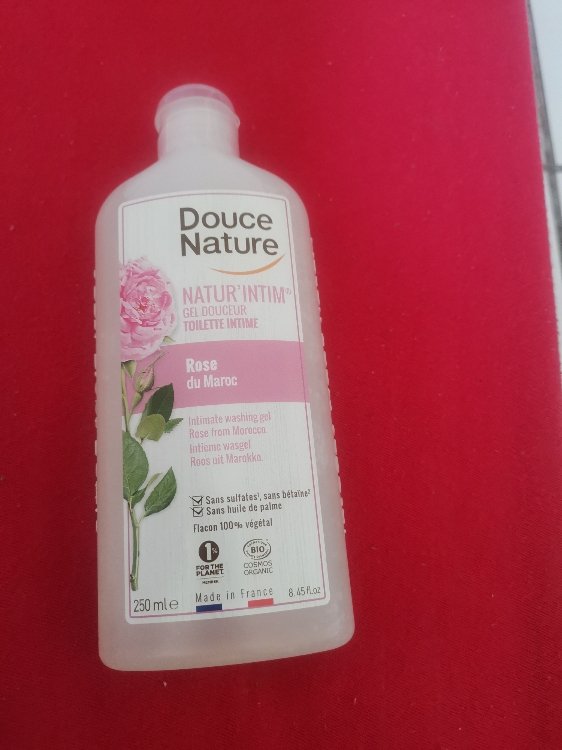 Douce
Nature
NATUR'INTIM
GEL DOUCEUR
TOILETTE INTIME
Rose
du Maroc
Intimate washing gel
Rose from Morocco.
Intieme wasgel
Roos uit Marokko.
Sans sulfates¹, sans bétaïne²
Sans huile de palme
Flacon 100% végétal
1%
FOR THE
PLANET
MEMBER
BIO
COSMOS
ORGANIC
250 ml e
Made in France
8.45 fl.oz